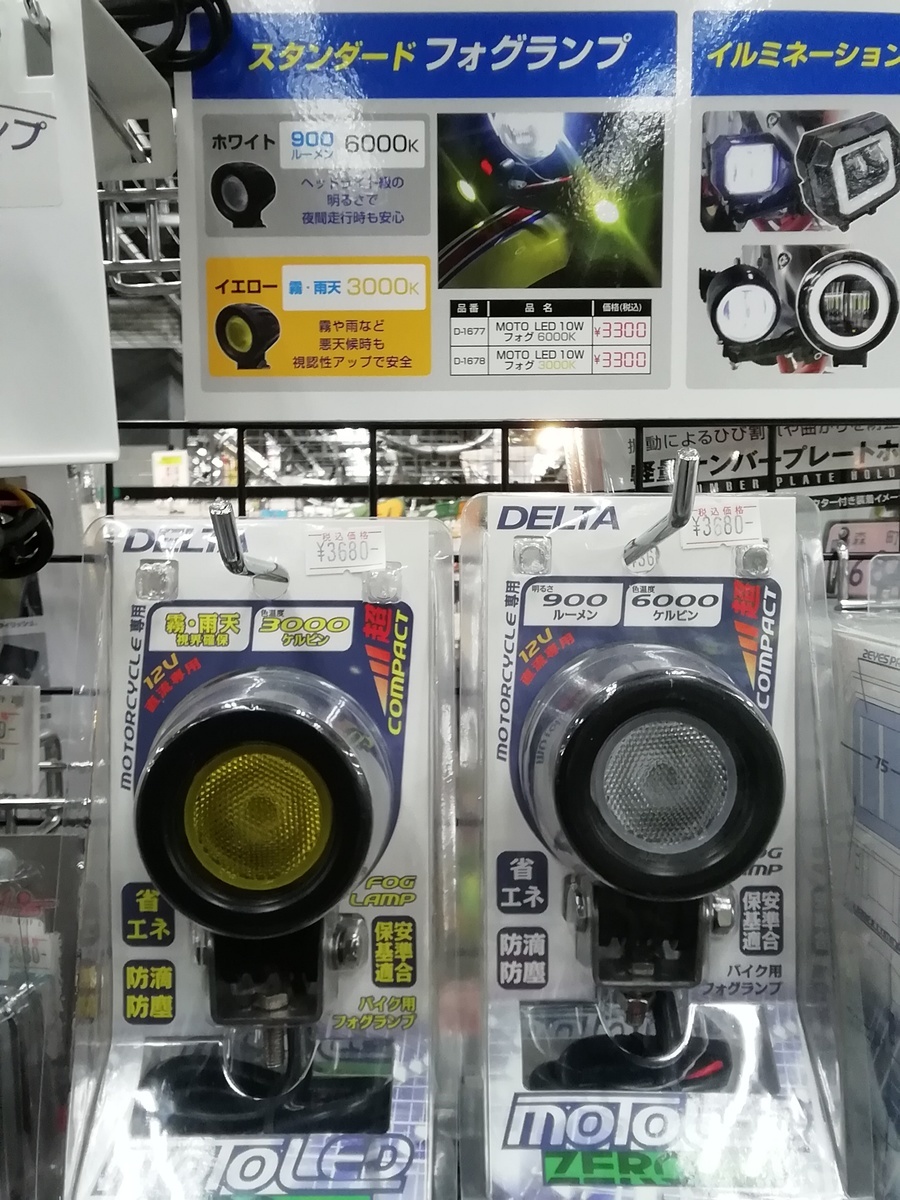 スタンダード フォグランプ
ホワイト
900
ルーメン
6000K
ヘッドライト級の
明るさで
夜間走行時も安心
イエロー
霧・雨天
3000K
霧や雨など
悪天候時も
視認性アップで安全
品番 品名 価格(税込)
D-1677 MOTO LED 10W フォグ 6000K ¥3300
D-1678 MOTO LED 10W フォグ 3000K ¥3300
イルミネーション
ンプ
軽量ナンバープレートホ
NUMBER PLATE HOLD
DELTA
税込価格
¥3680-
MOTORCYCLE専用
霧・雨天
視界確保
色温度
3000
ケルビン
12V
直流専用
超
COMPACT
省
エネ
防滴
防塵
FOG
LAMP
保安
基準
適合
バイク用
フォグランプ
MOTOLED
DELTA
税込価格
¥3680-
MOTORCYCLE専用
明るさ
900
ルーメン
色温度
6000
ケルビン
12V
直流専用
超
COMPACT
省
エネ
防滴
防塵
保安
基準
適合
バイク用
フォグランプ
MOTO
ZERO
75